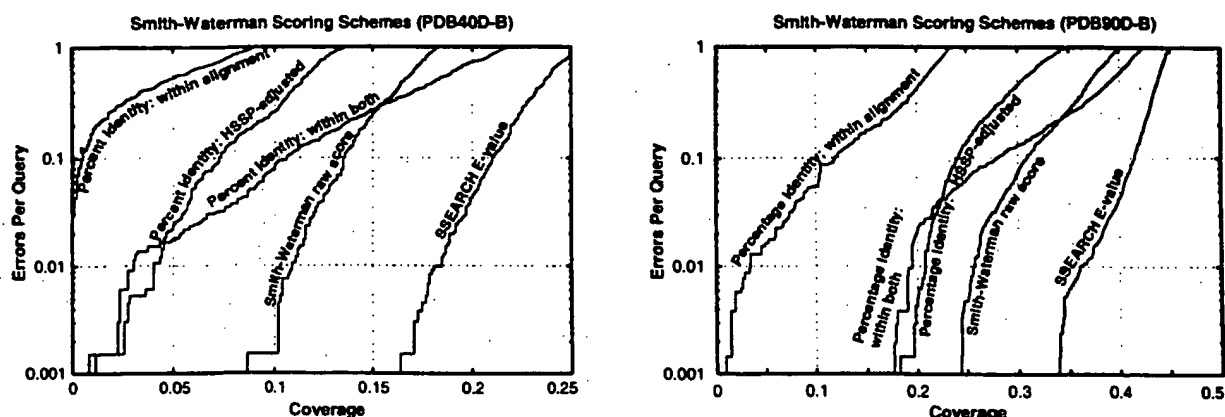 Smith-Waterman Scoring Schemes (PDB40D-B)
1
0.1
0.01
0.001
Errors Per Query
Percent Identity: within alignment
Percent Identity: HSSP-adjusted
Percent Identity: within both
Smith-Waterman raw score
SSEARCH E-value
0
0.05
0.1
0.15
0.2
0.25
Coverage
Smith-Waterman Scoring Schemes (PDB90D-B)
1
0.1
0.01
0.001
Errors Per Query
Percentage Identity: within alignment
Percentage Identity:
within both
Percentage Identity: HSSP-adjusted
Smith-Waterman raw score
SSEARCH E-value
0
0.1
0.2
0.3
0.4
0.5
Coverage